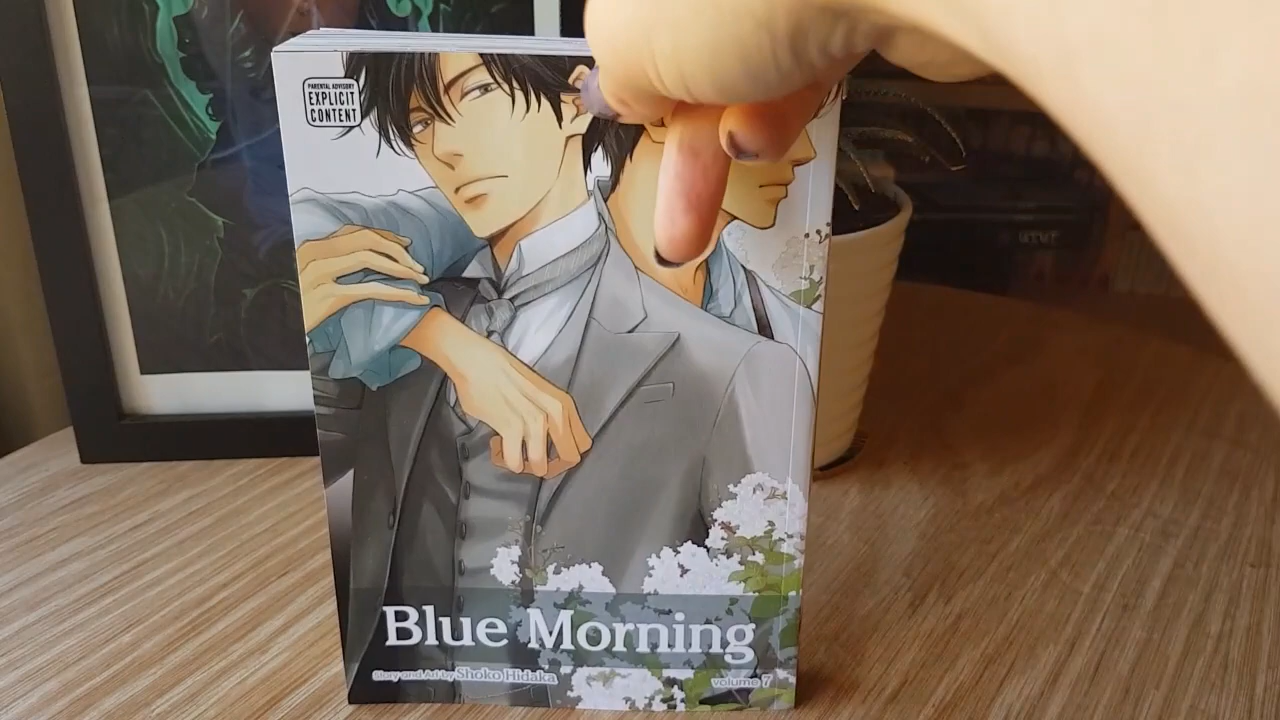 PARENTAL ADVISORY
EXPLICIT
CONTENT
Blue Morning
Story and Art by Shoko Hidaka
volume 7